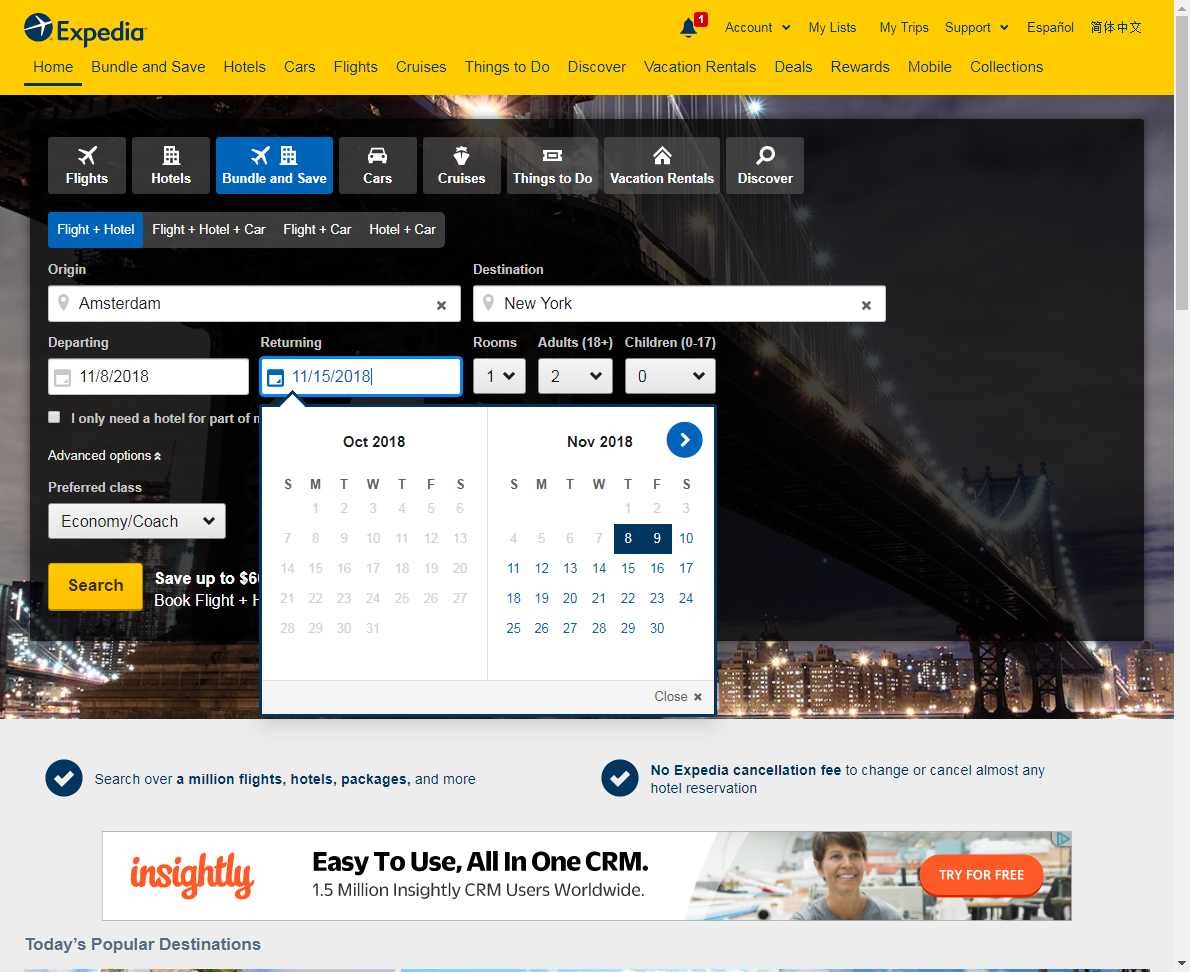 Expedia
1
Account
My Lists
My Trips
Support
Español
简体中文
Home
Bundle and Save
Hotels
Cars
Flights
Cruises
Things to Do
Discover
Vacation Rentals
Deals
Rewards
Mobile
Collections
Flights
Hotels
Bundle and Save
Cars
Cruises
Things to Do
Vacation Rentals
Discover
Flight + Hotel
Flight + Hotel + Car
Flight + Car
Hotel + Car
Origin
Destination
Amsterdam
New York
Departing
Returning
Rooms
Adults (18+)
Children (0-17)
11/8/2018
11/15/2018
1
2
0
I only need a hotel for part of
Advanced options
Preferred class
Economy/Coach
Search
Save up to $6
Book Flight +
Oct 2018
S M T W T F S
1 2 3 4 5 6
7 8 9 10 11 12 13
14 15 16 17 18 19 20
21 22 23 24 25 26 27
28 29 30 31
Nov 2018
S M T W T F S
1 2 3
4 5 6 7 8 9 10
11 12 13 14 15 16 17
18 19 20 21 22 23 24
25 26 27 28 29 30
Close
Search over a million flights, hotels, packages, and more
No Expedia cancellation fee to change or cancel almost any
hotel reservation
insightly
Easy To Use, All In One CRM.
1.5 Million Insightly CRM Users Worldwide.
TRY FOR FREE
Today's Popular Destinations